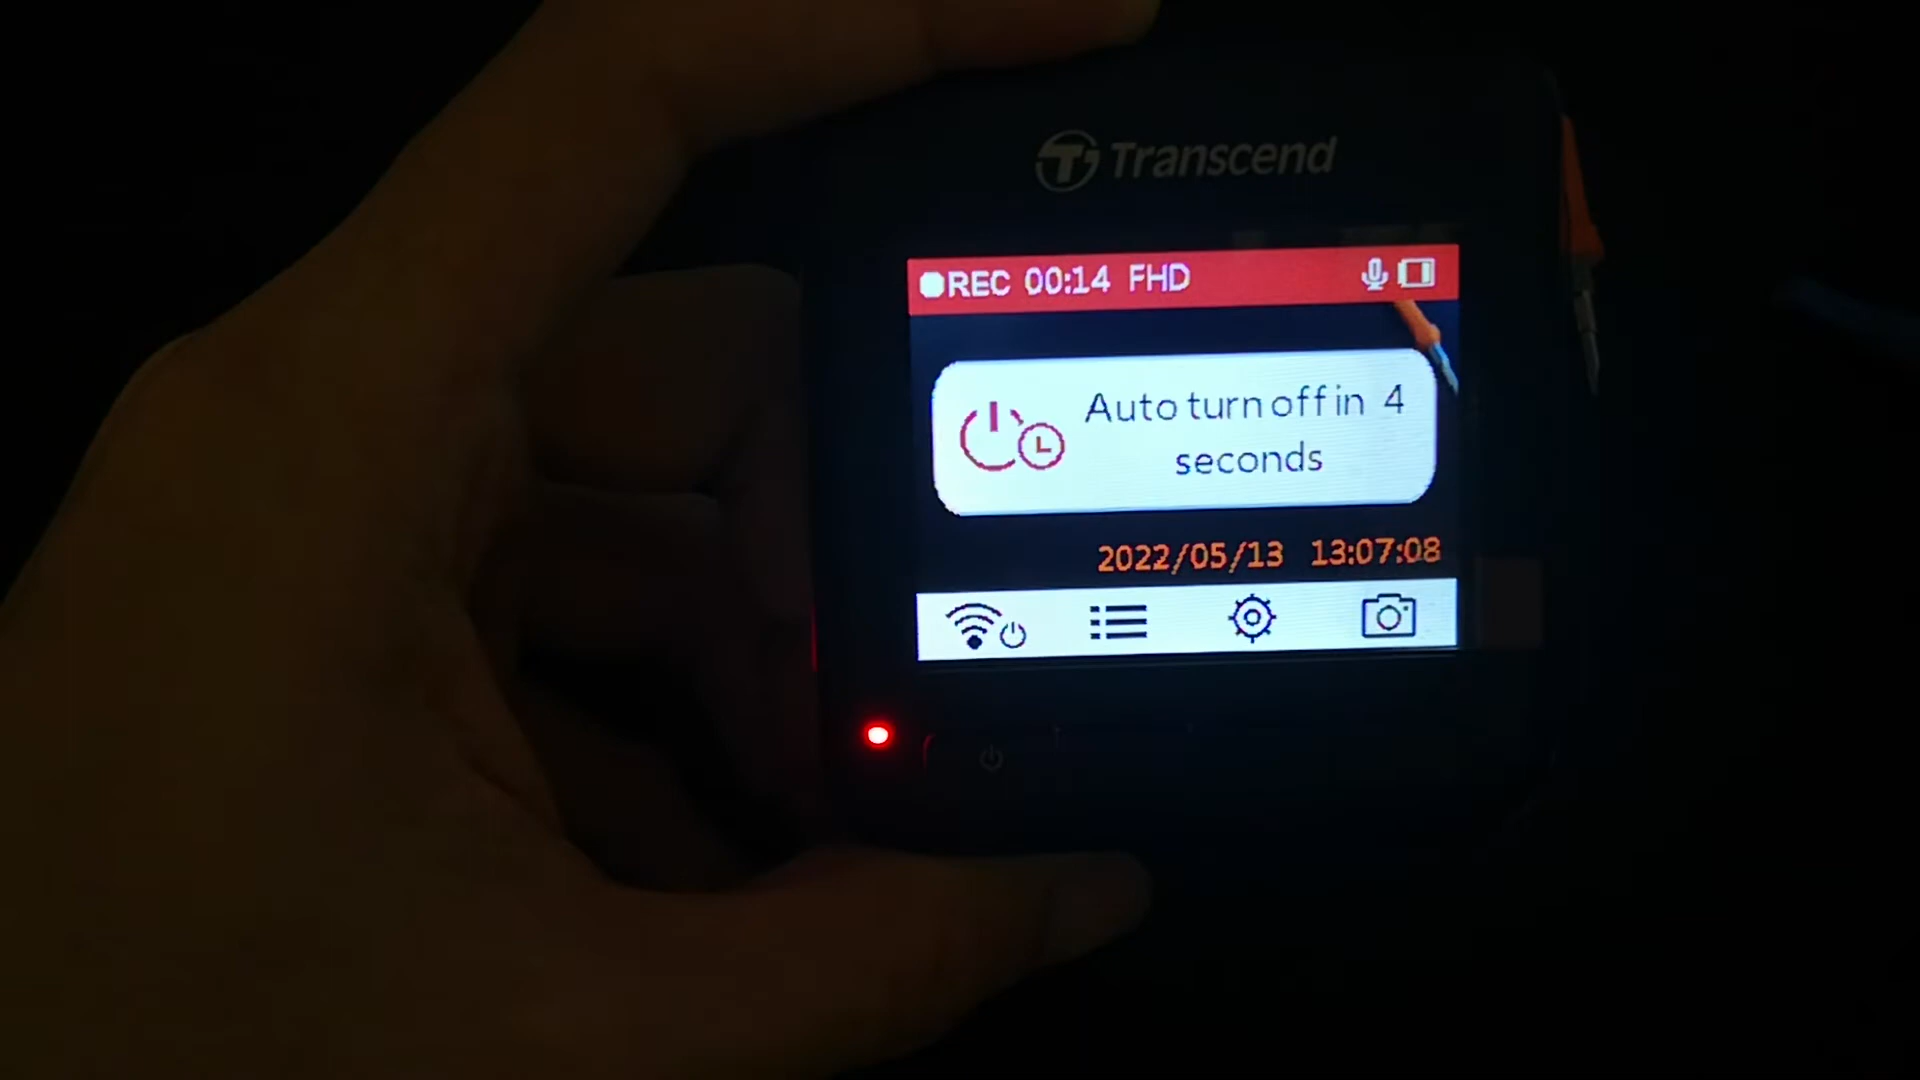 Transcend
REC 00:14 FHD
Auto turn off in 4
seconds
2022/05/13 13:07:08